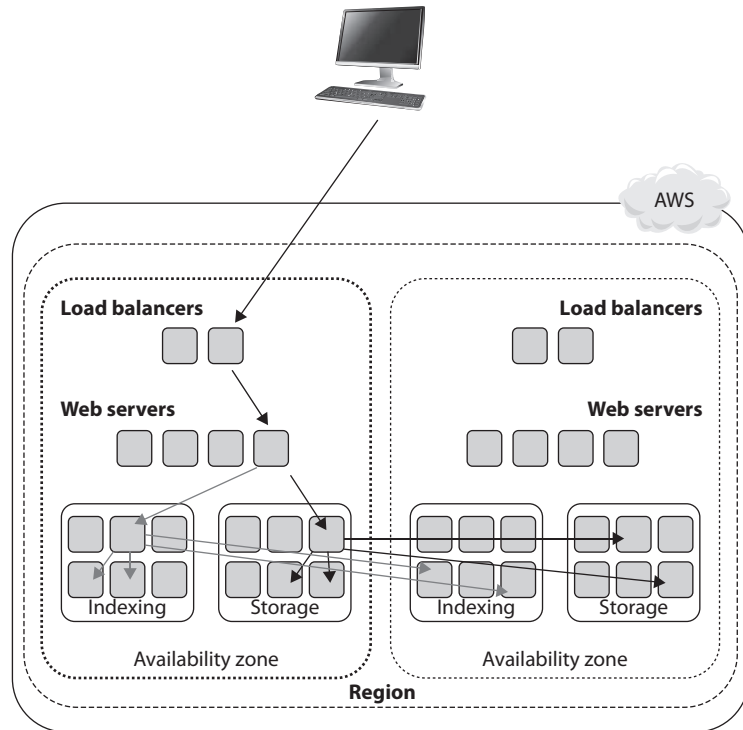 AWS
Load balancers
Load balancers
Web servers
Web servers
Indexing
Storage
Indexing
Storage
Availability zone
Availability zone
Region